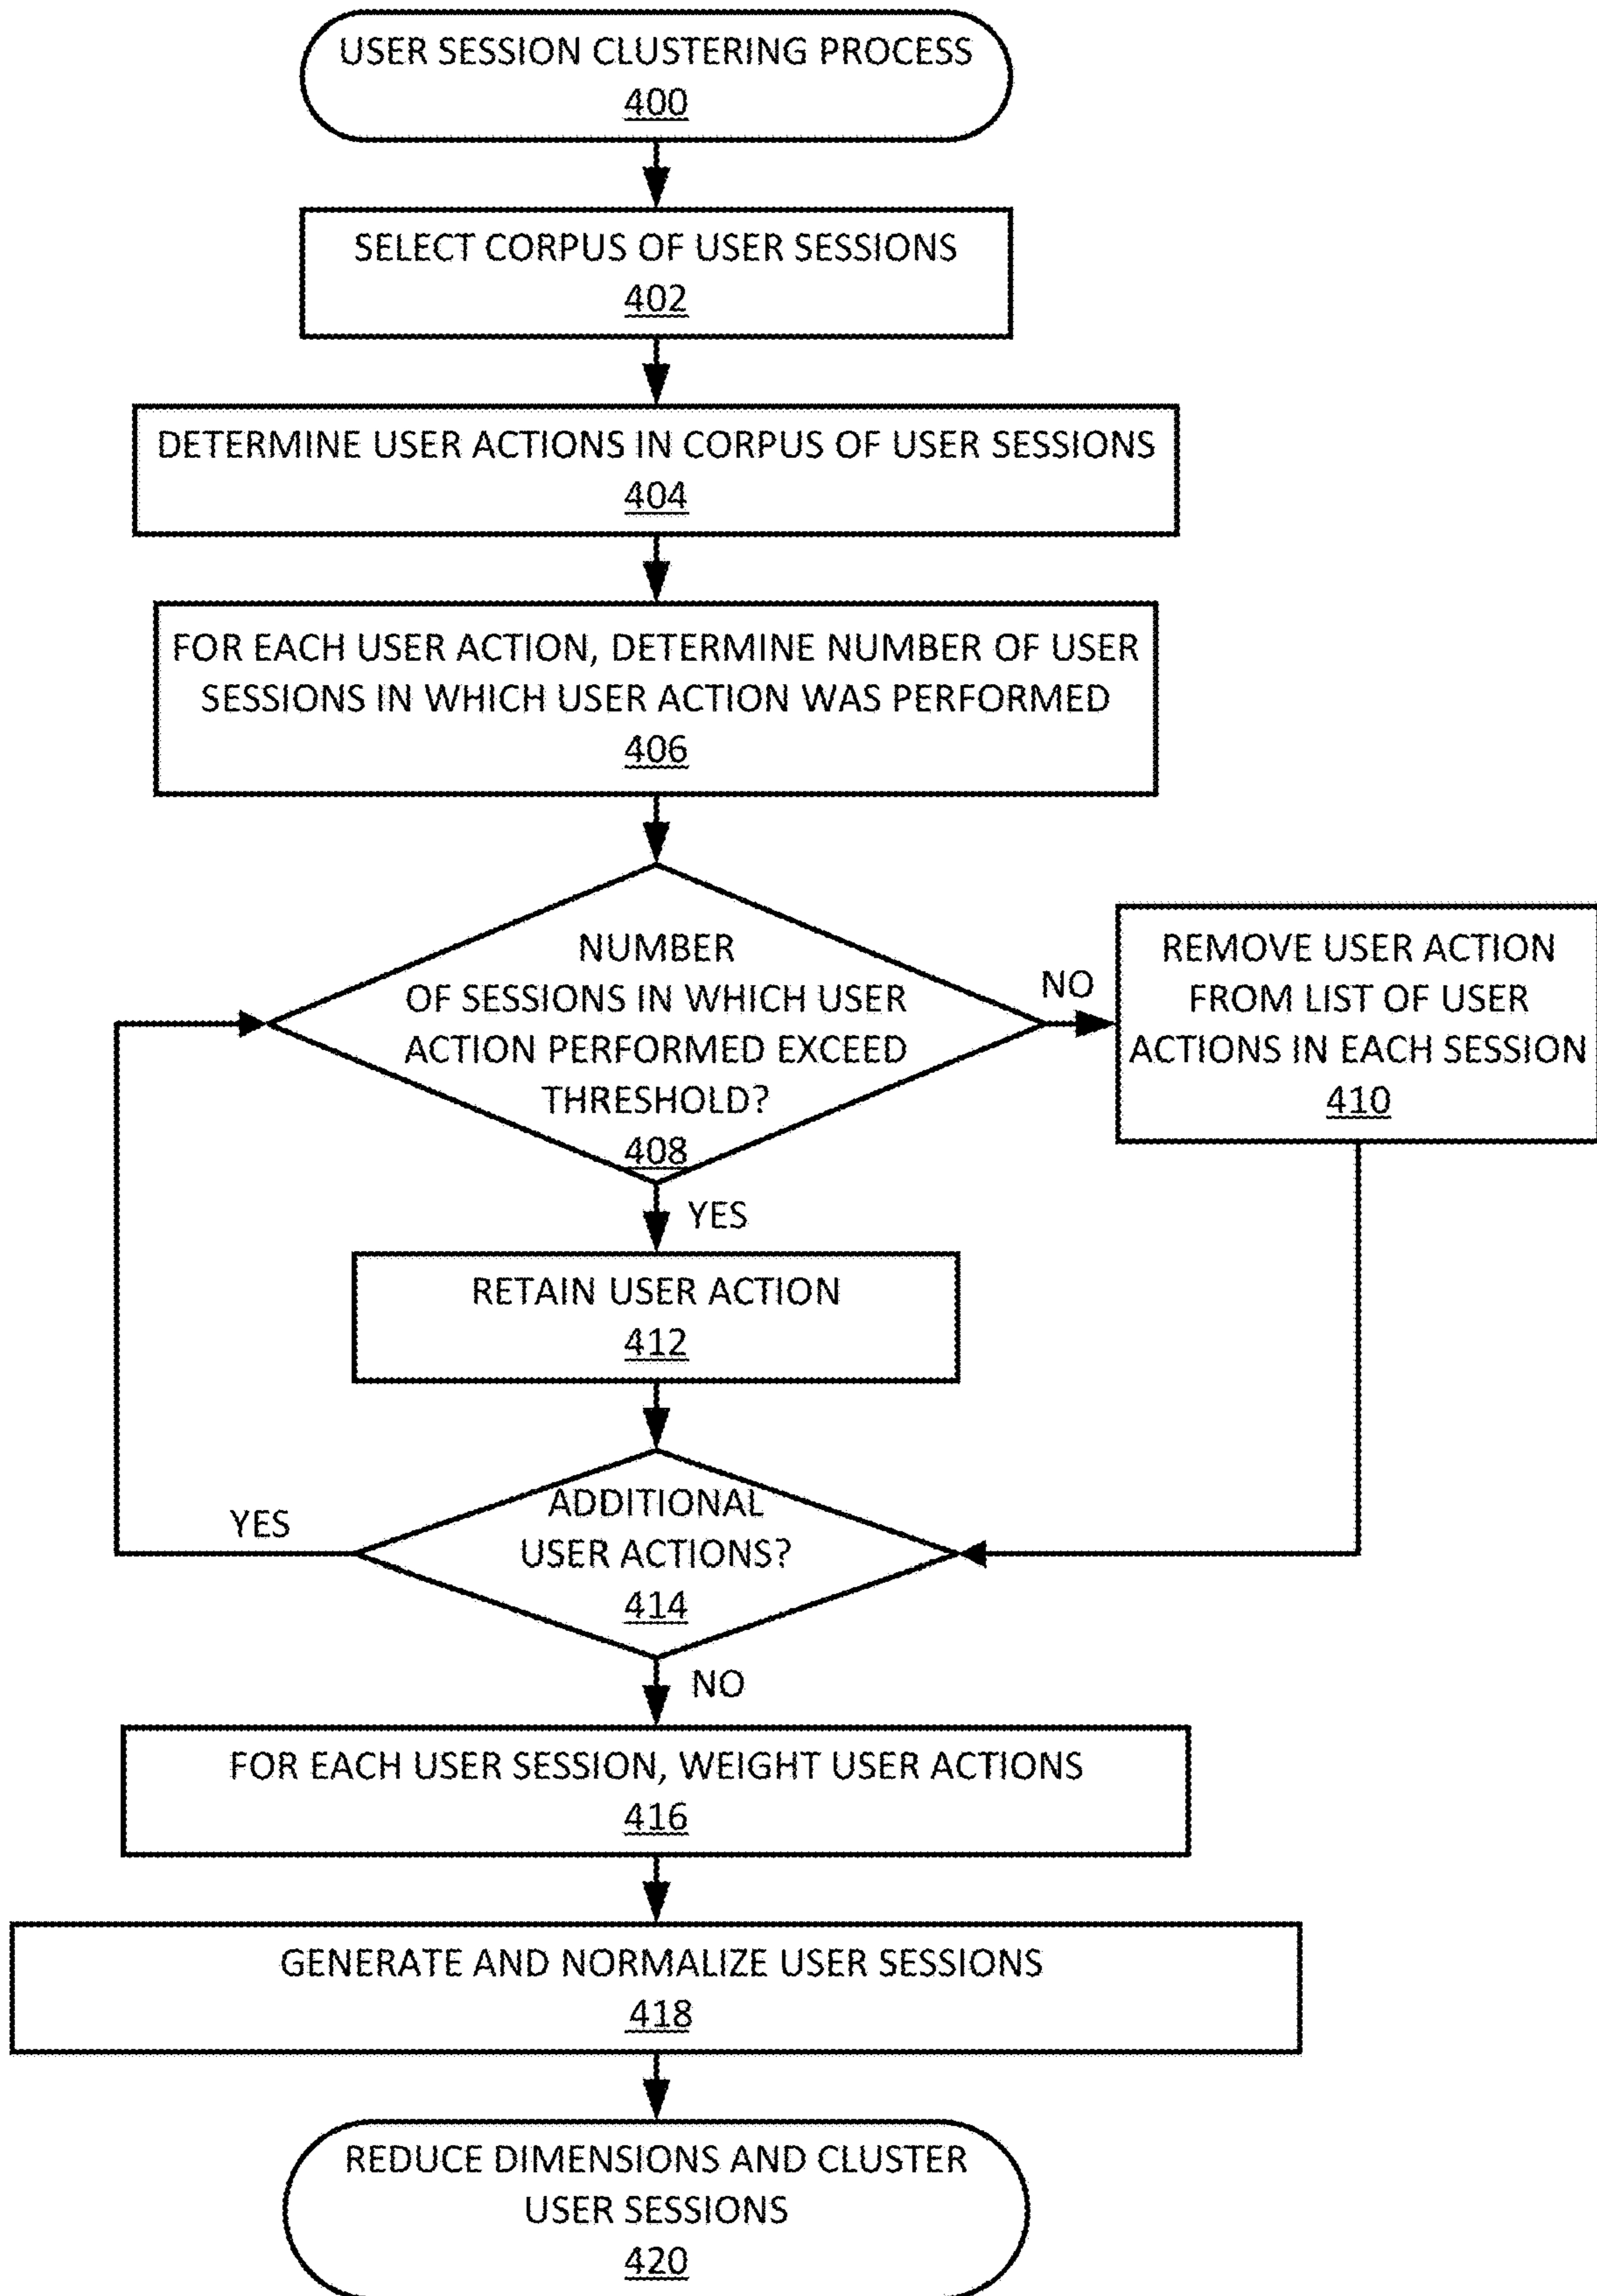 USER SESSION CLUSTERING PROCESS
400
SELECT CORPUS OF USER SESSIONS
402
DETERMINE USER ACTIONS IN CORPUS OF USER SESSIONS
404
FOR EACH USER ACTION, DETERMINE NUMBER OF USER
SESSIONS IN WHICH USER ACTION WAS PERFORMED
406
NUMBER
OF SESSIONS IN WHICH USER
ACTION PERFORMED EXCEED
THRESHOLD?
408
NO
REMOVE USER ACTION
FROM LIST OF USER
ACTIONS IN EACH SESSION
410
YES
RETAIN USER ACTION
412
ADDITIONAL
USER ACTIONS?
414
YES
NO
FOR EACH USER SESSION, WEIGHT USER ACTIONS
416
GENERATE AND NORMALIZE USER SESSIONS
418
REDUCE DIMENSIONS AND CLUSTER
USER SESSIONS
420